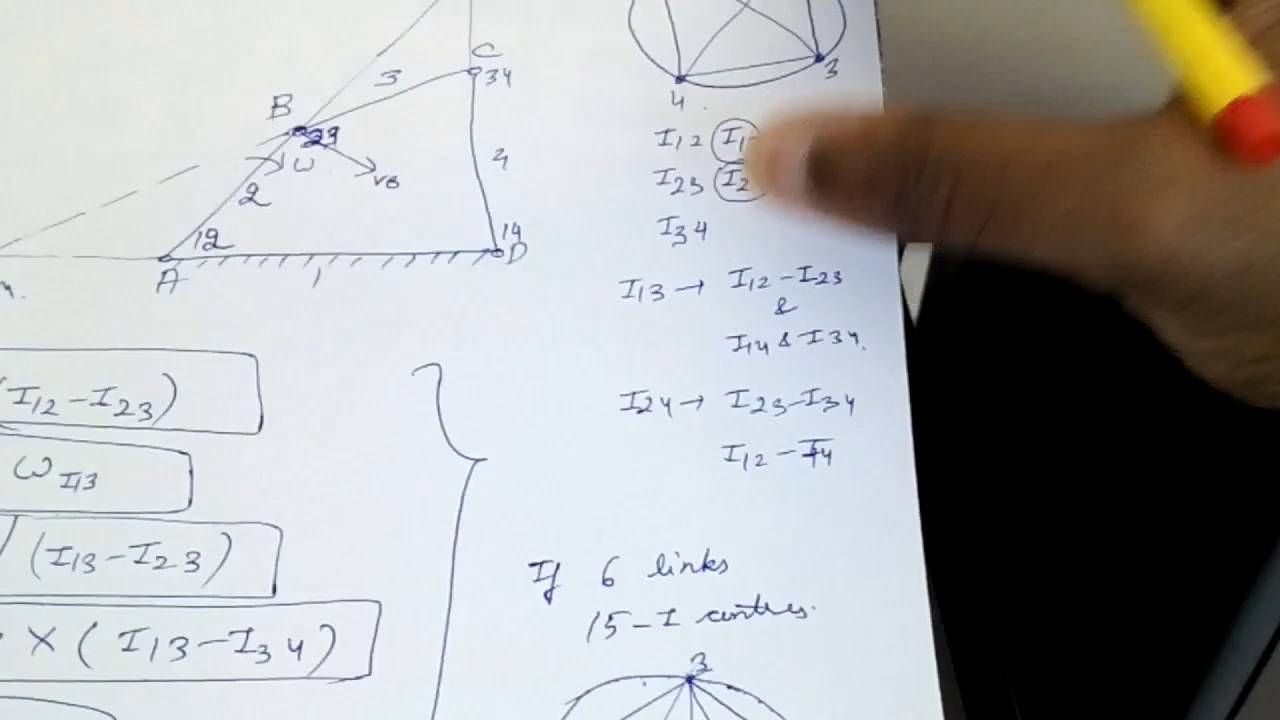 C
3
34
B
23
ω
VB
2
4
12
14
A
1
D
(I12 - I23)
ω I13
(I13 - I23)
× (I13 - I34)
3
4
I12
I23
I34
I13 → I12 - I23
&
I14 & I34.
I24 → I23 - I34
I12 - I14
If 6 links
15 - I centres.
3